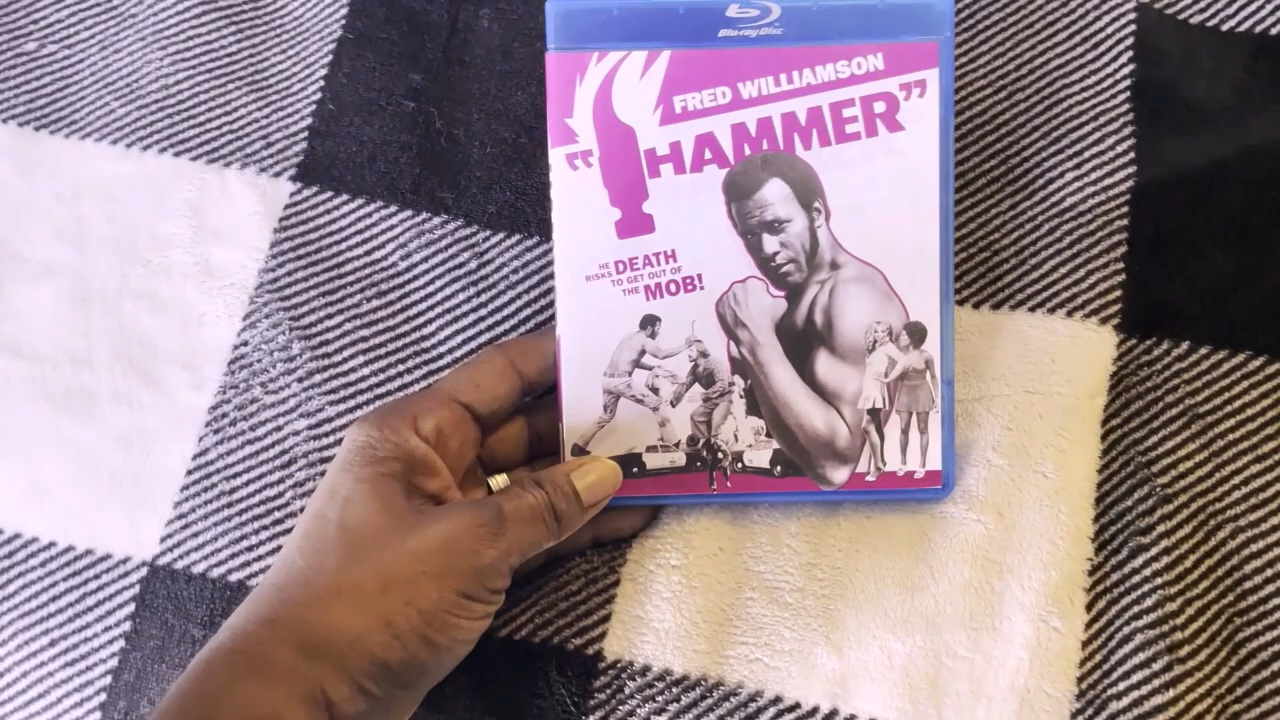 Blu-ray Disc
FRED WILLIAMSON
"HAMMER"
HE
RISKS DEATH
TO GET OUT OF
THE MOB!